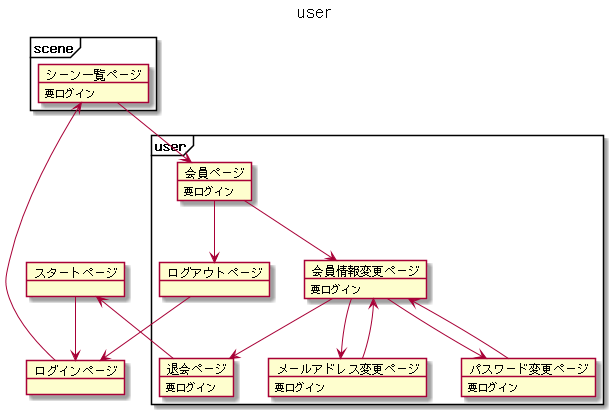 user
scene
シーン一覧ページ
要ログイン
user
会員ページ
要ログイン
スタートページ
ログアウトページ
会員情報変更ページ
要ログイン
ログインページ
退会ページ
要ログイン
メールアドレス変更ページ
要ログイン
パスワード変更ページ
要ログイン